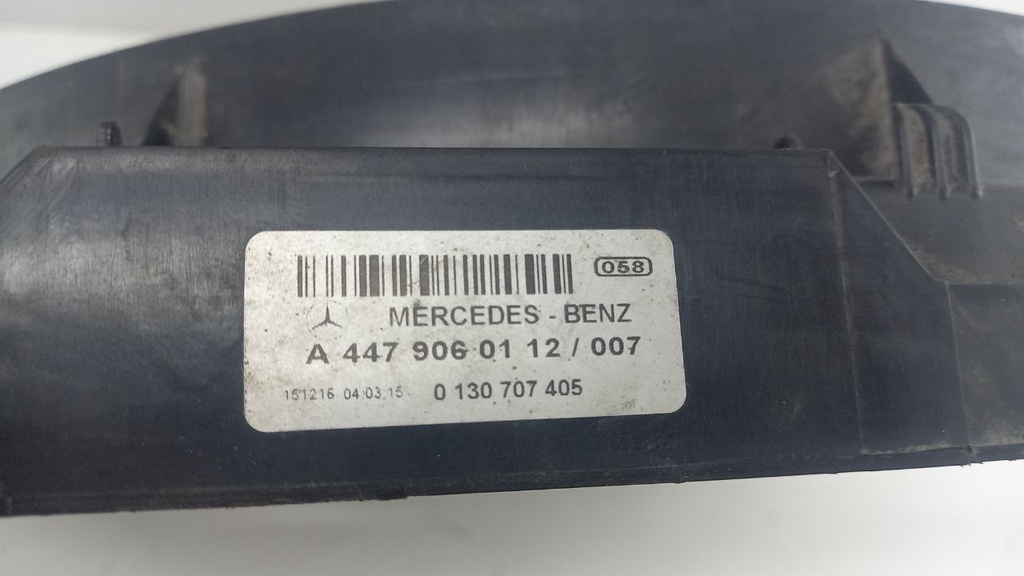 058
MERCEDES - BENZ
A 447 906 01 12 / 007
151216 04:03:15 0 130 707 405